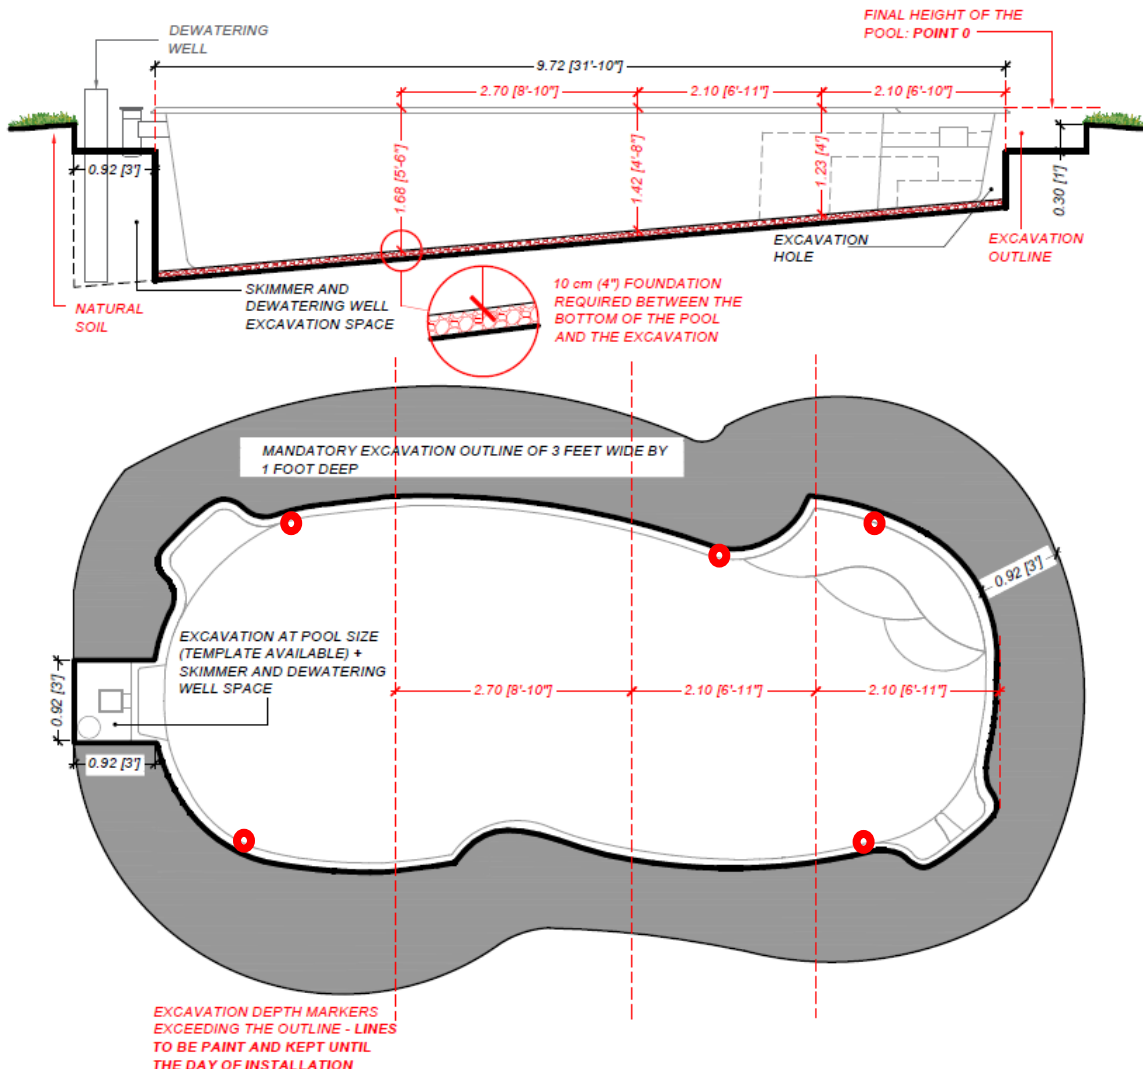 FINAL HEIGHT OF THE
POOL: POINT 0
DEWATERING
WELL
9.72 [31'-10"]
2.70 [8'-10"]
2.10 [6'-11"]
2.10 [6'-10"]
0.92 [3']
1.68 [5'-6"]
1.42 [4'-8"]
1.23 [4']
0.30 [1']
EXCAVATION
HOLE
EXCAVATION
OUTLINE
NATURAL
SOIL
SKIMMER AND
DEWATERING WELL
EXCAVATION SPACE
10 cm (4") FOUNDATION
REQUIRED BETWEEN THE
BOTTOM OF THE POOL
AND THE EXCAVATION
MANDATORY EXCAVATION OUTLINE OF 3 FEET WIDE BY
1 FOOT DEEP
0.92 [3']
EXCAVATION AT POOL SIZE
(TEMPLATE AVAILABLE) +
SKIMMER AND DEWATERING
WELL SPACE
2.70 [8'-10"]
2.10 [6'-11"]
2.10 [6'-11"]
0.92 [3']
0.92 [3']
EXCAVATION DEPTH MARKERS
EXCEEDING THE OUTLINE - LINES
TO BE PAINT AND KEPT UNTIL
THE DAY OF INSTALLATION